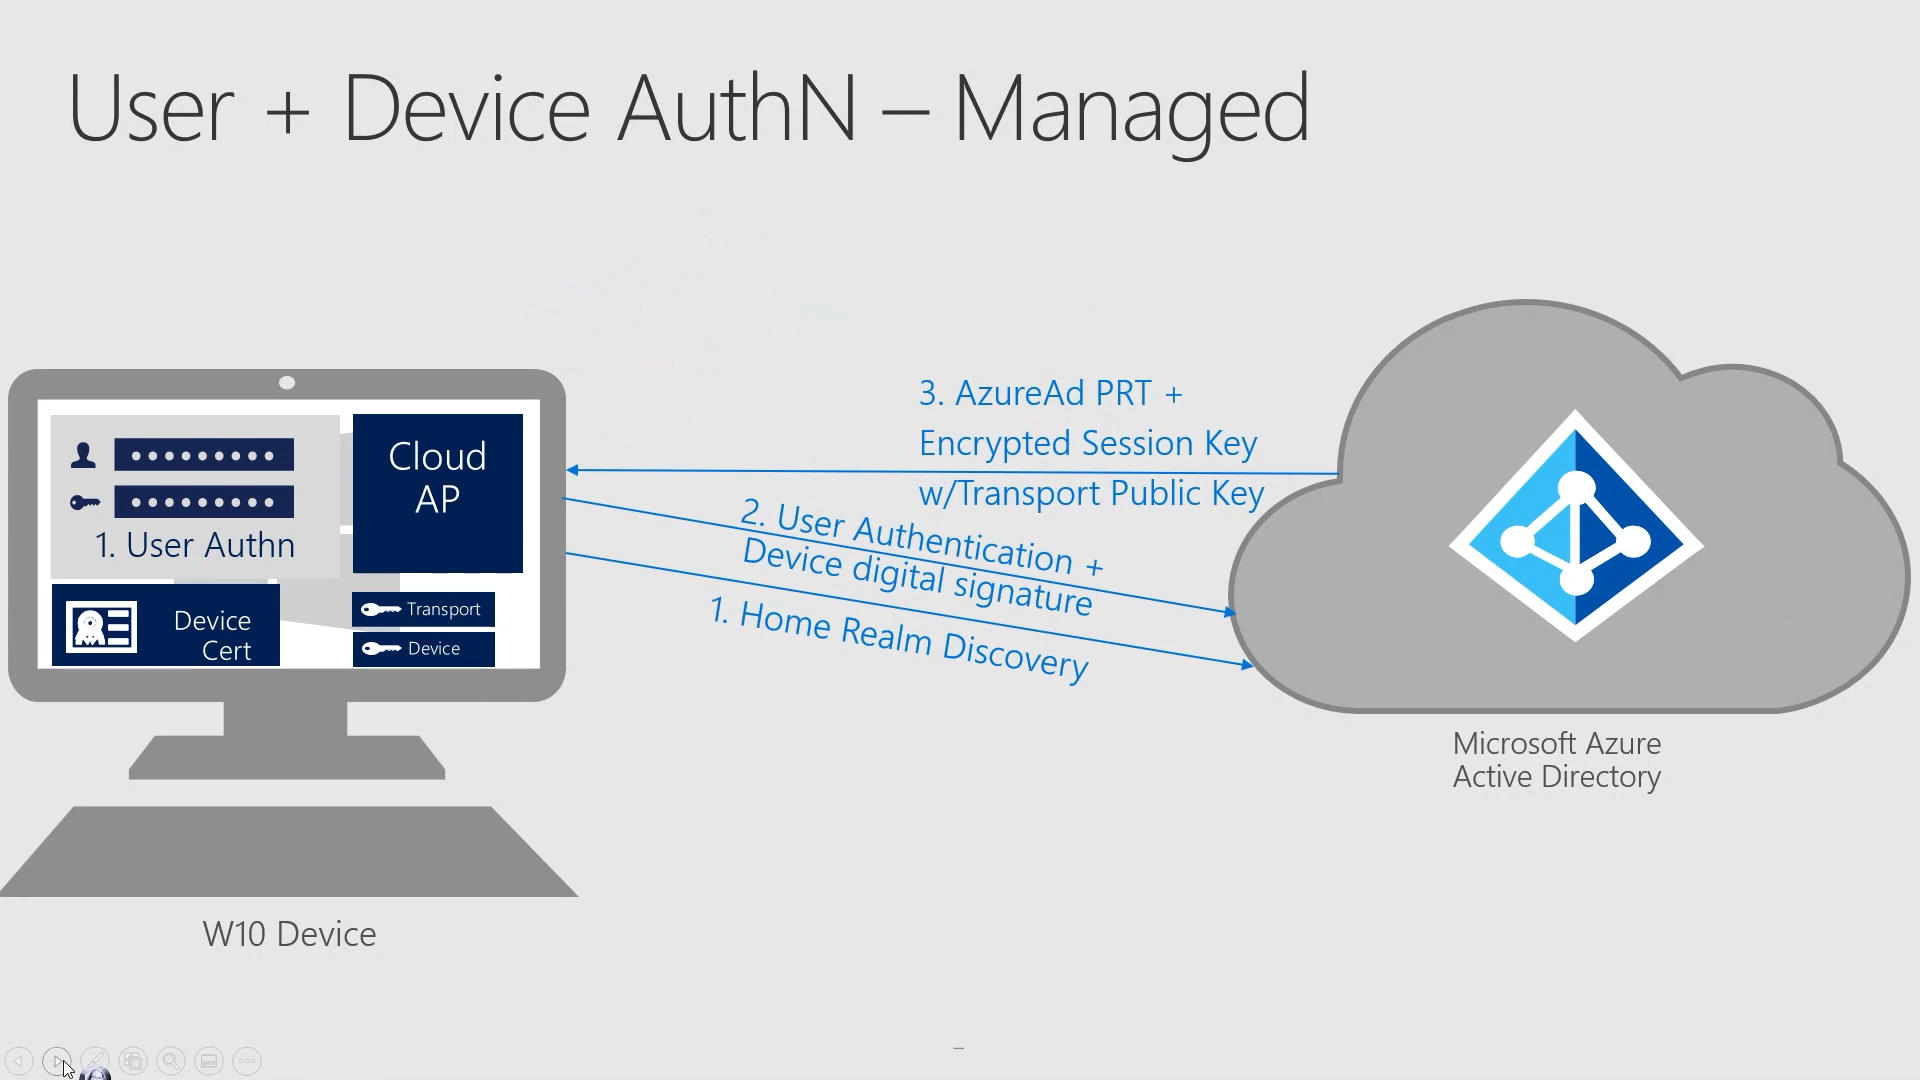 User + Device AuthN – Managed
3. AzureAd PRT +
Encrypted Session Key
w/Transport Public Key
2. User Authentication +
Device digital signature
1. Home Realm Discovery
Cloud
AP
1. User Authn
Device
Cert
Transport
Device
W10 Device
Microsoft Azure
Active Directory